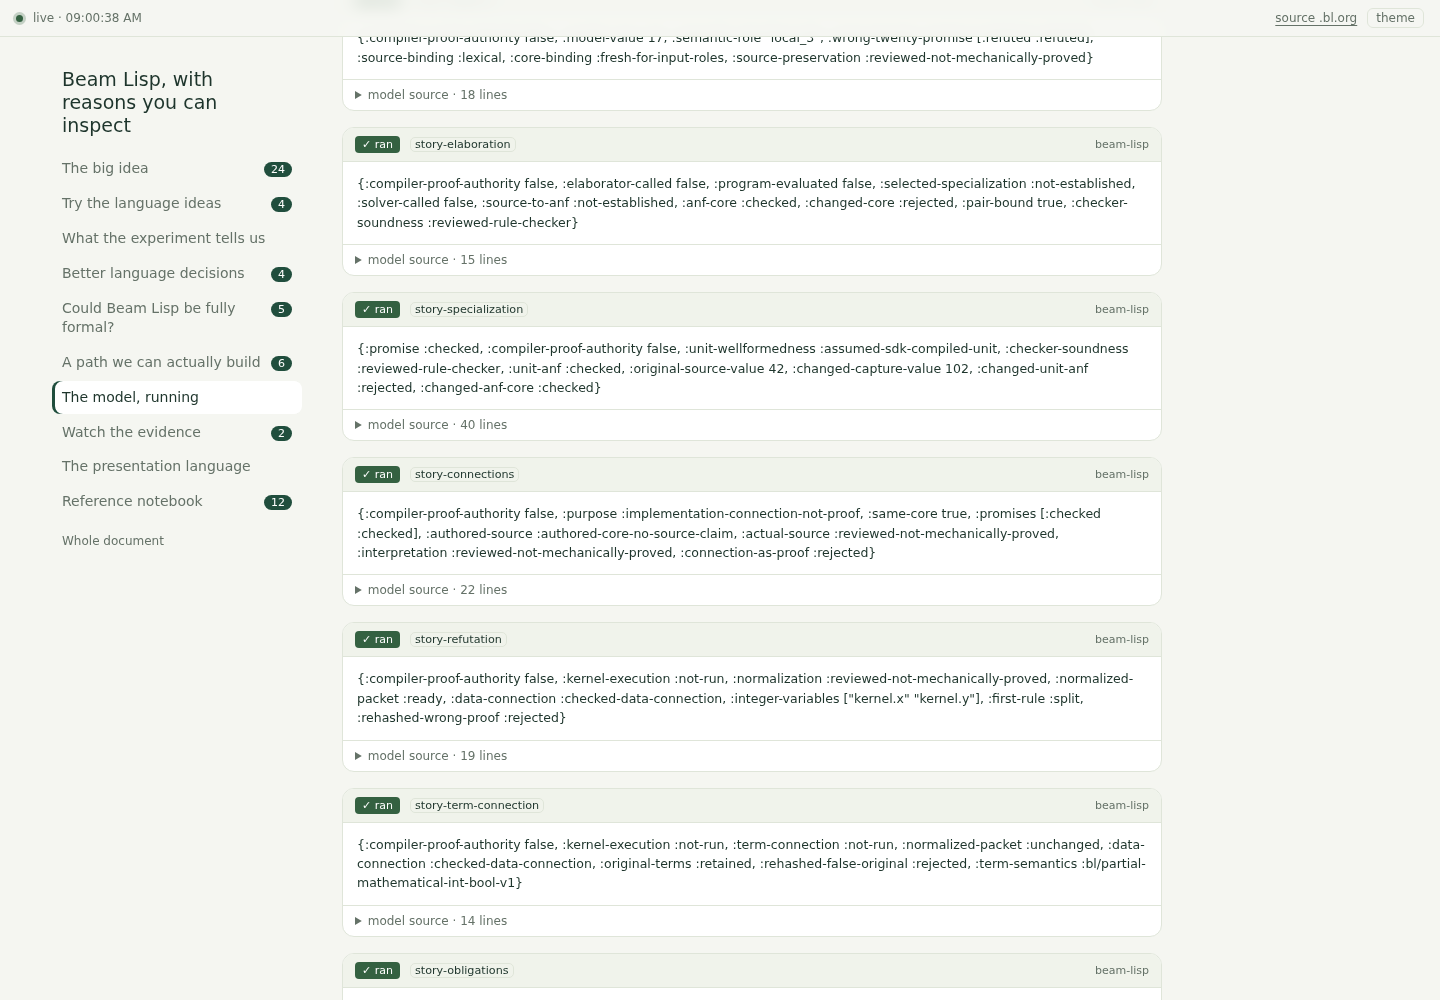 live · 09:00:38 AM
source .bl.org
theme
Beam Lisp, with
reasons you can
inspect
The big idea 24
Try the language ideas 4
What the experiment tells us
Better language decisions 4
Could Beam Lisp be fully 5
formal?
A path we can actually build 6
The model, running
Watch the evidence 2
The presentation language
Reference notebook 12
Whole document
{:compiler-proof-authority false, :model-value 17, :semantic-role "local_3", :wrong-twenty-promise [:refuted :refuted],
:source-binding :lexical, :core-binding :fresh-for-input-roles, :source-preservation :reviewed-not-mechanically-proved}
▶ model source · 18 lines
✓ ran story-elaboration beam-lisp
{:compiler-proof-authority false, :elaborator-called false, :program-evaluated false, :selected-specialization :not-established,
:solver-called false, :source-to-anf :not-established, :anf-core :checked, :changed-core :rejected, :pair-bound true, :checker-
soundness :reviewed-rule-checker}
▶ model source · 15 lines
✓ ran story-specialization beam-lisp
{:promise :checked, :compiler-proof-authority false, :unit-wellformedness :assumed-sdk-compiled-unit, :checker-soundness
:reviewed-rule-checker, :unit-anf :checked, :original-source-value 42, :changed-capture-value 102, :changed-unit-anf
:rejected, :changed-anf-core :checked}
▶ model source · 40 lines
✓ ran story-connections beam-lisp
{:compiler-proof-authority false, :purpose :implementation-connection-not-proof, :same-core true, :promises [:checked
:checked], :authored-source :authored-core-no-source-claim, :actual-source :reviewed-not-mechanically-proved,
:interpretation :reviewed-not-mechanically-proved, :connection-as-proof :rejected}
▶ model source · 22 lines
✓ ran story-refutation beam-lisp
{:compiler-proof-authority false, :kernel-execution :not-run, :normalization :reviewed-not-mechanically-proved, :normalized-
packet :ready, :data-connection :checked-data-connection, :integer-variables ["kernel.x" "kernel.y"], :first-rule :split,
:rehashed-wrong-proof :rejected}
▶ model source · 19 lines
✓ ran story-term-connection beam-lisp
{:compiler-proof-authority false, :kernel-execution :not-run, :term-connection :not-run, :normalized-packet :unchanged, :data-
connection :checked-data-connection, :original-terms :retained, :rehashed-false-original :rejected, :term-semantics :bl/partial-
mathematical-int-bool-v1}
▶ model source · 14 lines
✓ ran story-obligations beam-lisp